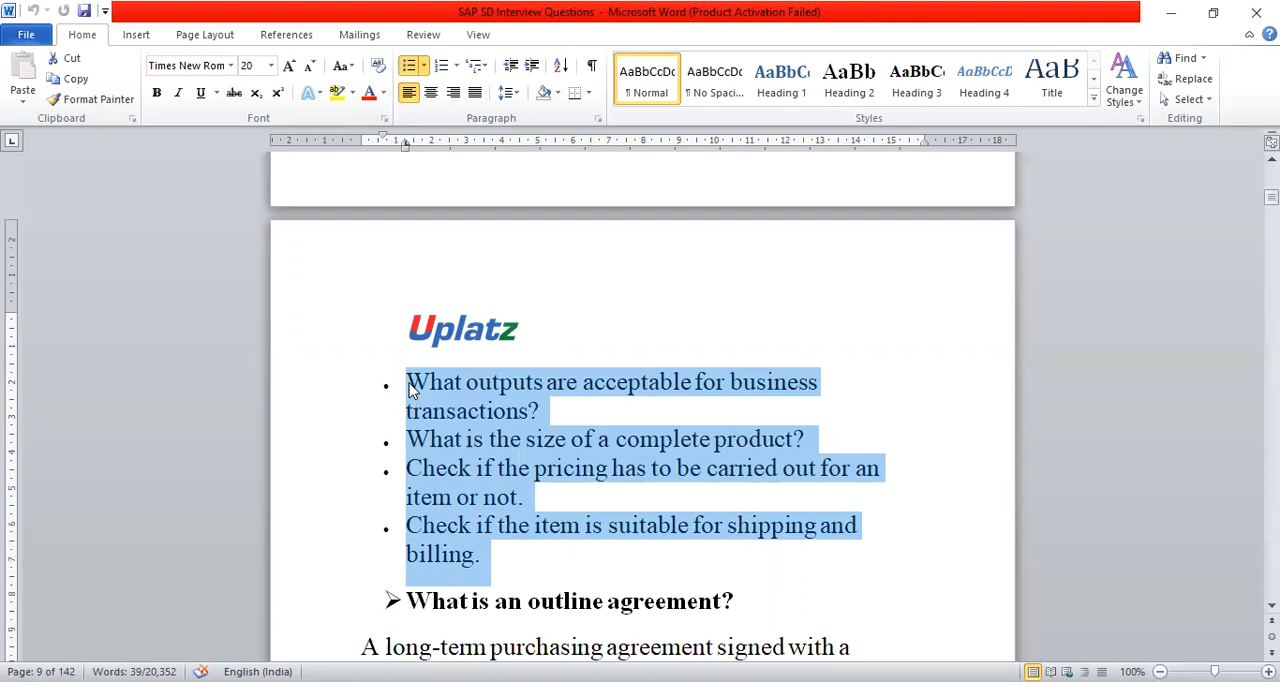 SAP SD Interview Questions - Microsoft Word (Product Activation Failed)
File Home Insert Page Layout References Mailings Review View
Paste
Cut
Copy
Format Painter
Clipboard
Times New Rom 20
Font
Paragraph
AaBbCcDc AaBbCcDc AaBbC AaBb AaBbC AaBbCcD AaB
¶ Normal ¶ No Spaci... Heading 1 Heading 2 Heading 3 Heading 4 Title
Change Styles
Styles
Find
Replace
Select
Editing
Uplatz
• What outputs are acceptable for business
transactions?
• What is the size of a complete product?
• Check if the pricing has to be carried out for an
item or not.
• Check if the item is suitable for shipping and
billing.
➢ What is an outline agreement?
A long-term purchasing agreement signed with a
Page: 9 of 142 Words: 39/20,352 English (India) 100%